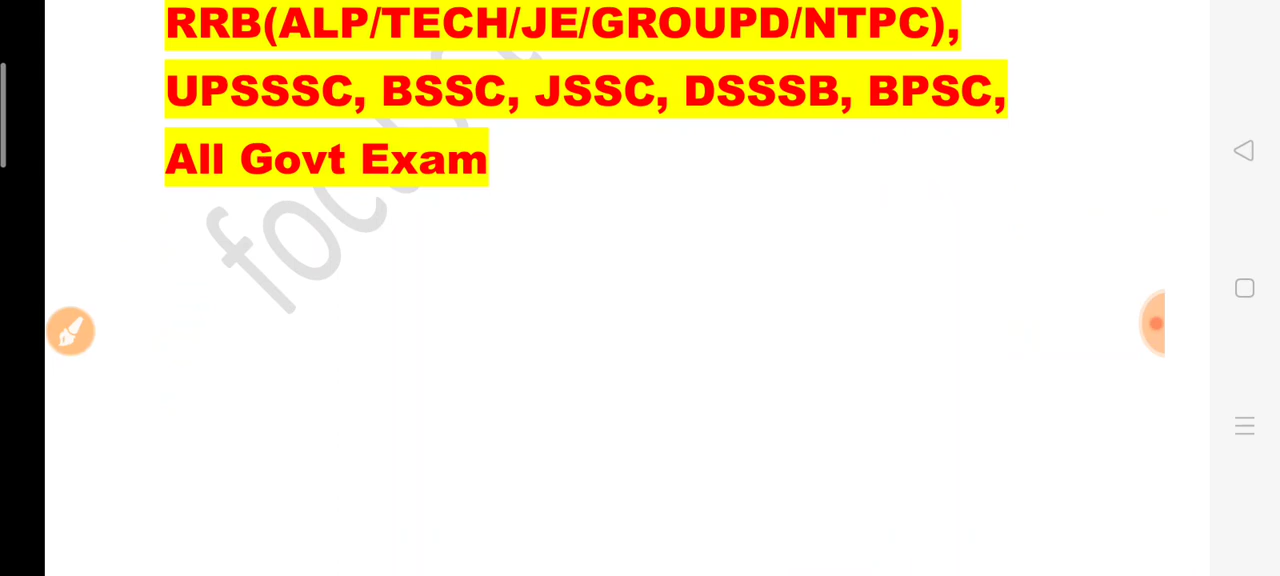 RRB(ALP/TECH/JE/GROUPD/NTPC),
UPSSSC, BSSC, JSSC, DSSSB, BPSC,
All Govt Exam